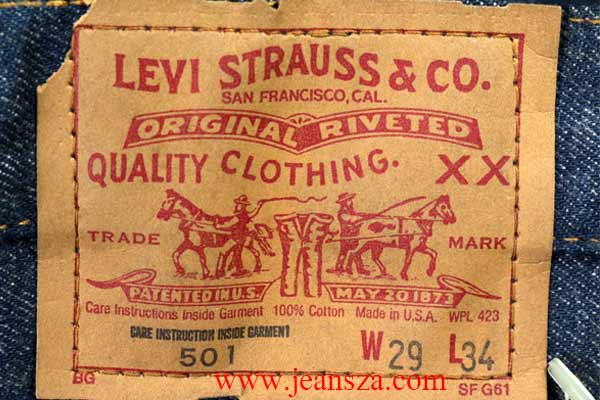 LEVI STRAUSS & CO.
SAN FRANCISCO, CAL.
ORIGINAL RIVETED
QUALITY CLOTHING. XX
TRADE MARK
PATENTED IN U.S. MAY 20 1873
Care Instructions Inside Garment 100% Cotton Made in U.S.A. WPL 423
CARE INSTRUCTION INSIDE GARMENT
501 W 29 L 34
BG www.jeansza.com SF G61